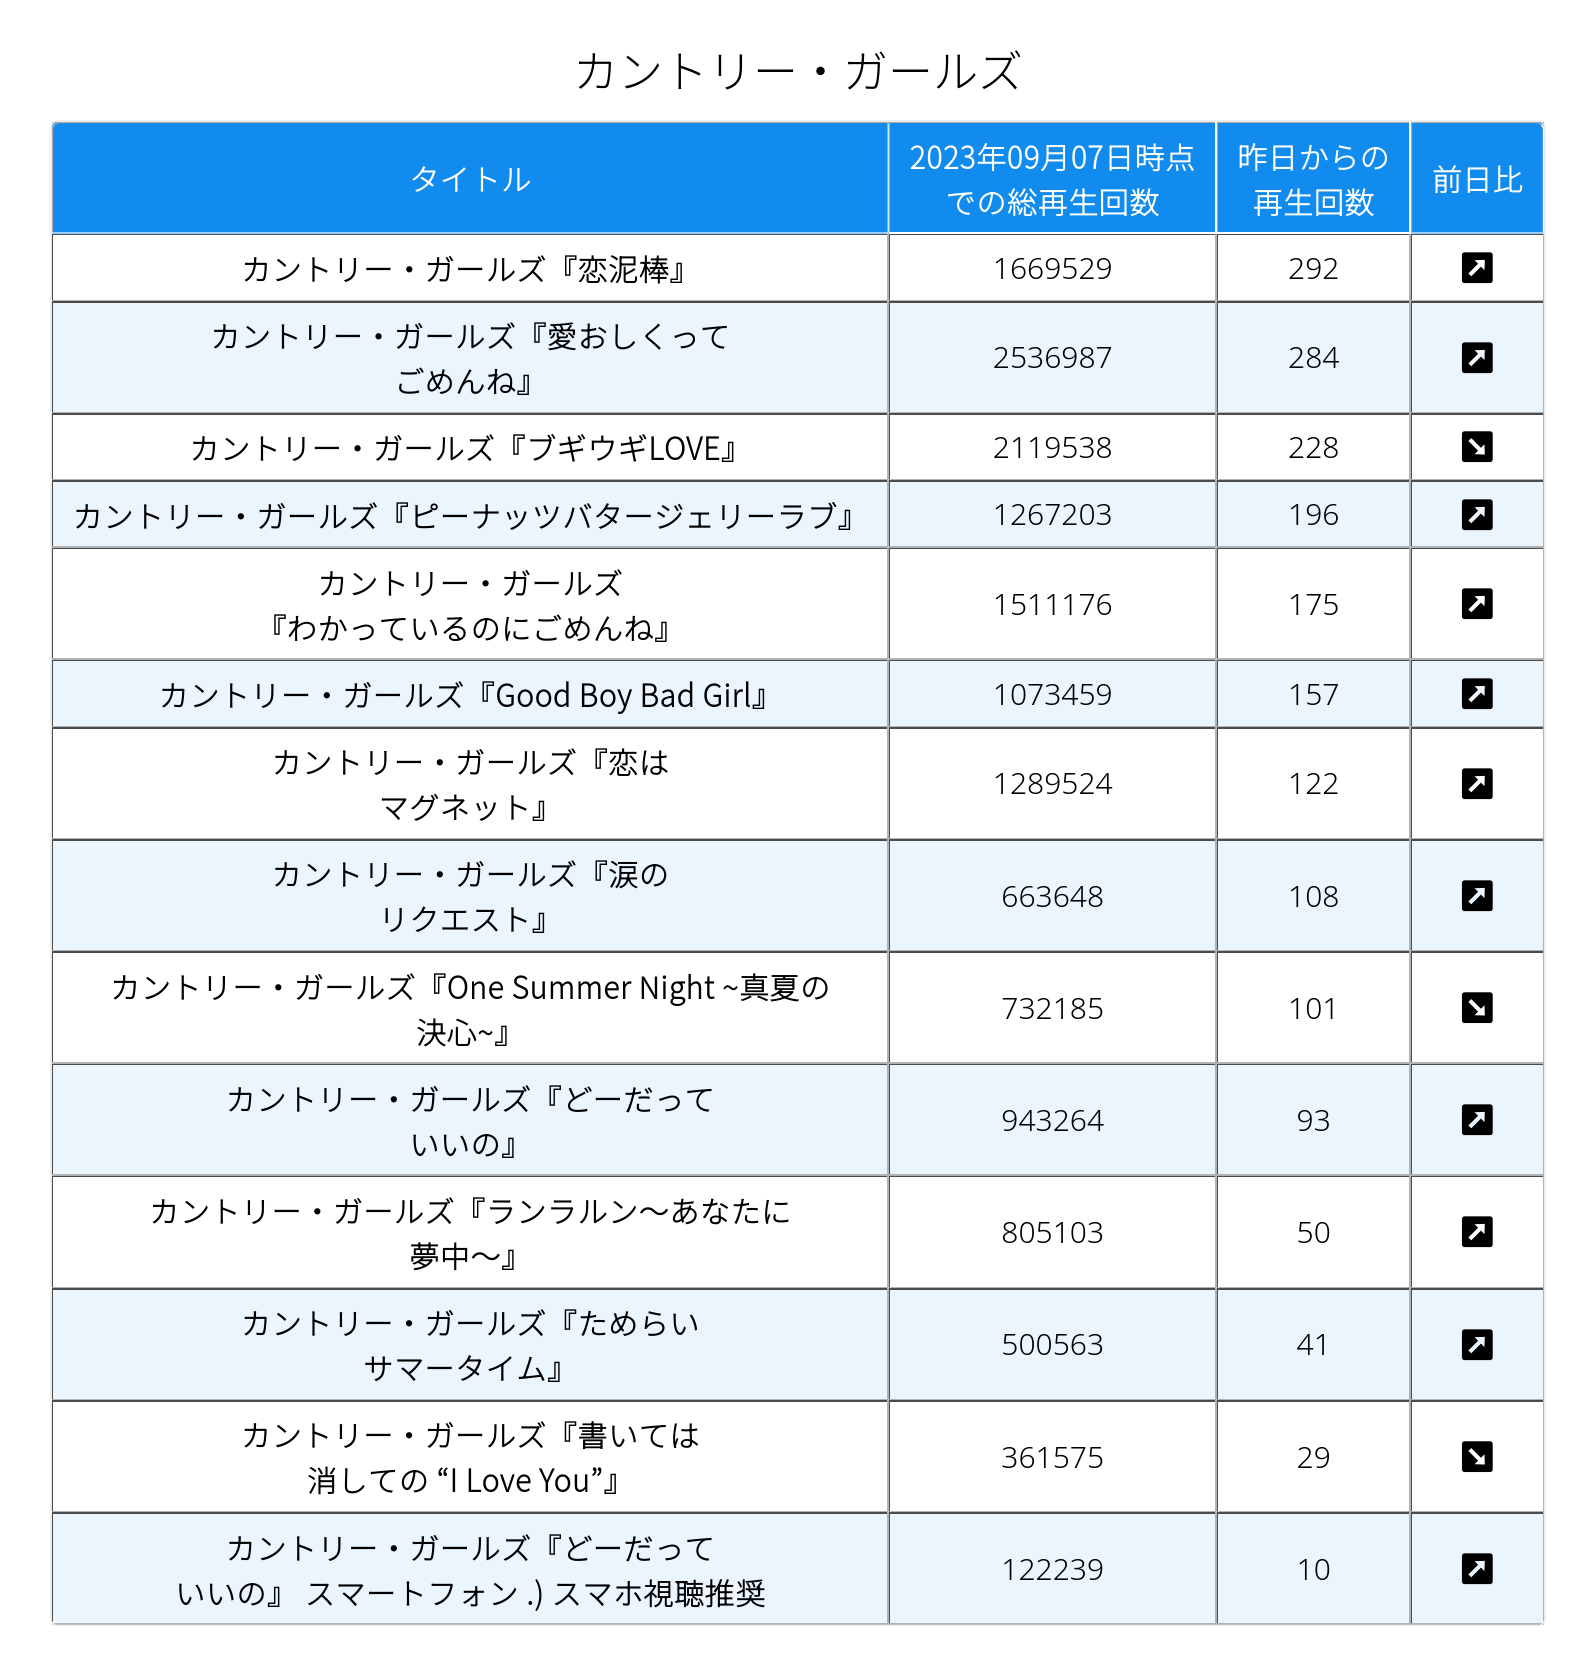 カントリー・ガールズ
タイトル
2023年09月07日時点
での総再生回数
昨日からの
再生回数
前日比
カントリー・ガールズ『恋泥棒』
1669529
292
カントリー・ガールズ『愛おしくって
ごめんね』
2536987
284
カントリー・ガールズ『ブギウギLOVE』
2119538
228
カントリー・ガールズ『ピーナッツバタージェリーラブ』
1267203
196
カントリー・ガールズ
『わかっているのにごめんね』
1511176
175
カントリー・ガールズ『Good Boy Bad Girl』
1073459
157
カントリー・ガールズ『恋は
マグネット』
1289524
122
カントリー・ガールズ『涙の
リクエスト』
663648
108
カントリー・ガールズ『One Summer Night ~真夏の
決心~』
732185
101
カントリー・ガールズ『どーだって
いいの』
943264
93
カントリー・ガールズ『ランラルン〜あなたに
夢中〜』
805103
50
カントリー・ガールズ『ためらい
サマータイム』
500563
41
カントリー・ガールズ『書いては
消しての “I Love You”』
361575
29
カントリー・ガールズ『どーだって
いいの』 スマートフォン .) スマホ視聴推奨
122239
10